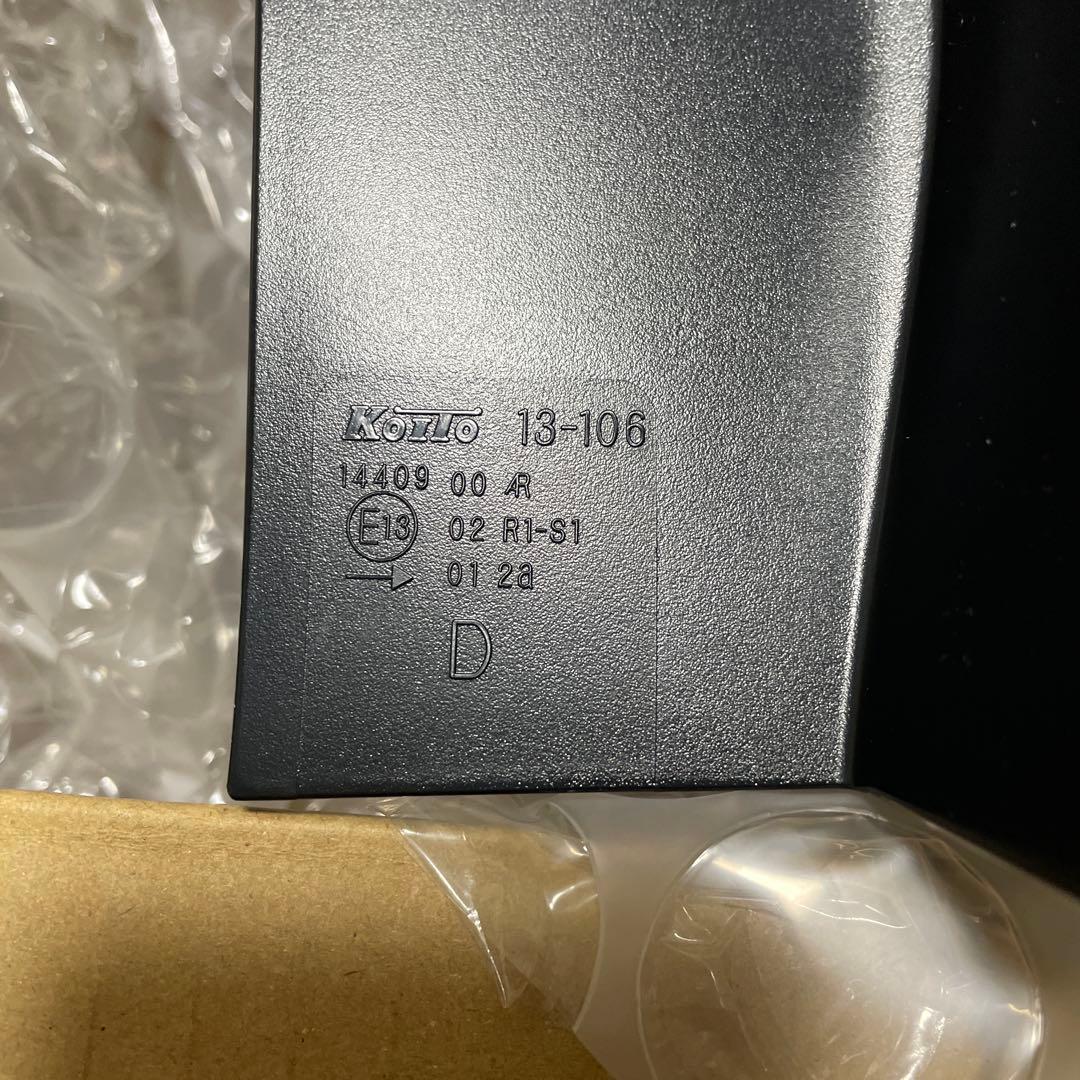 KOITO 13-106
14409 00 AR
E13 02 R1-S1
→ 01 2a
D